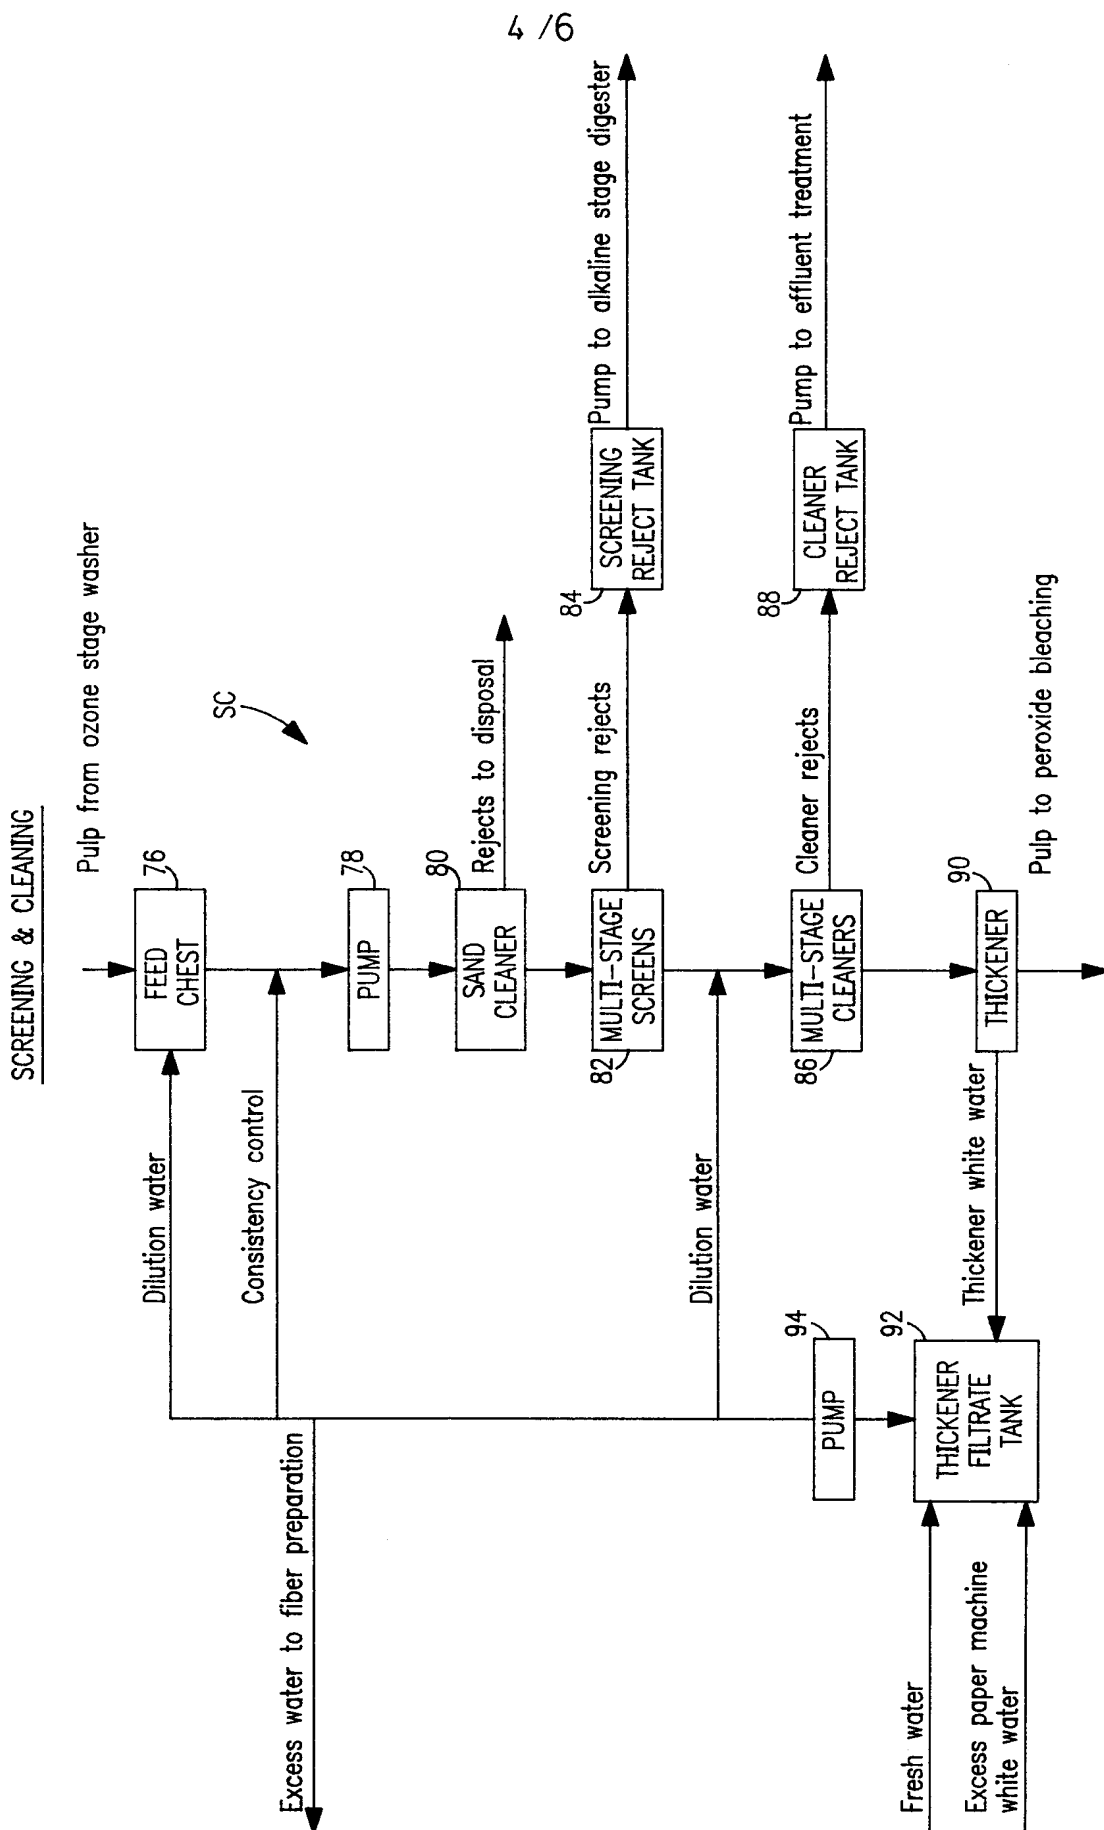 4 /6
SCREENING & CLEANING
Pulp from ozone stage washer
SC
Dilution water
FEED
CHEST
76
Consistency control
Excess water to fiber preparation
PUMP
78
SAND
CLEANER
80
Rejects to disposal
82
MULTI-STAGE
SCREENS
Screening rejects
84
SCREENING
REJECT TANK
Pump to alkaline stage digester
Dilution water
86
MULTI-STAGE
CLEANERS
Cleaner rejects
88
CLEANER
REJECT TANK
Pump to effluent treatment
PUMP
94
THICKENER
90
Thickener white water
THICKENER
FILTRATE
TANK
92
Fresh water
Excess paper machine
white water
Pulp to peroxide bleaching